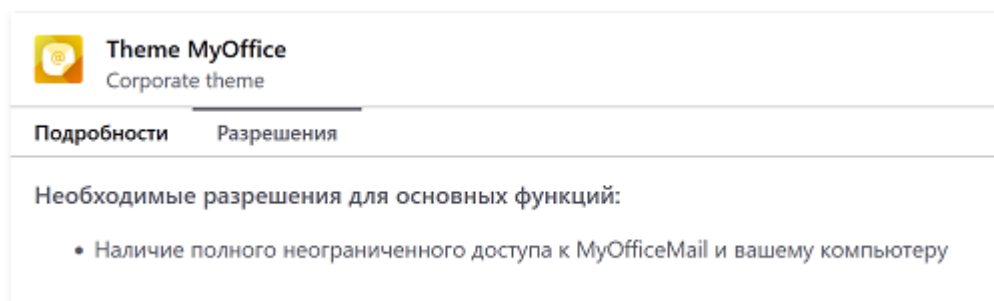 Theme MyOffice
Corporate theme
Подробности Разрешения
Необходимые разрешения для основных функций:
• Наличие полного неограниченного доступа к MyOfficeMail и вашему компьютеру